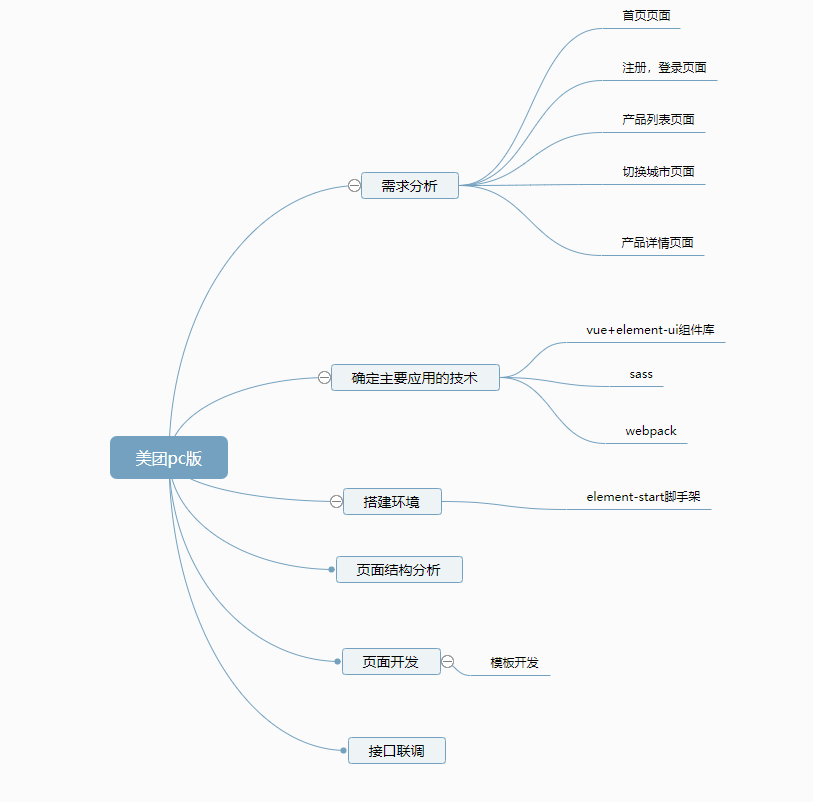 美团pc版
需求分析
首页页面
注册，登录页面
产品列表页面
切换城市页面
产品详情页面
确定主要应用的技术
vue+element-ui组件库
sass
webpack
搭建环境
element-start脚手架
页面结构分析
页面开发
模板开发
接口联调